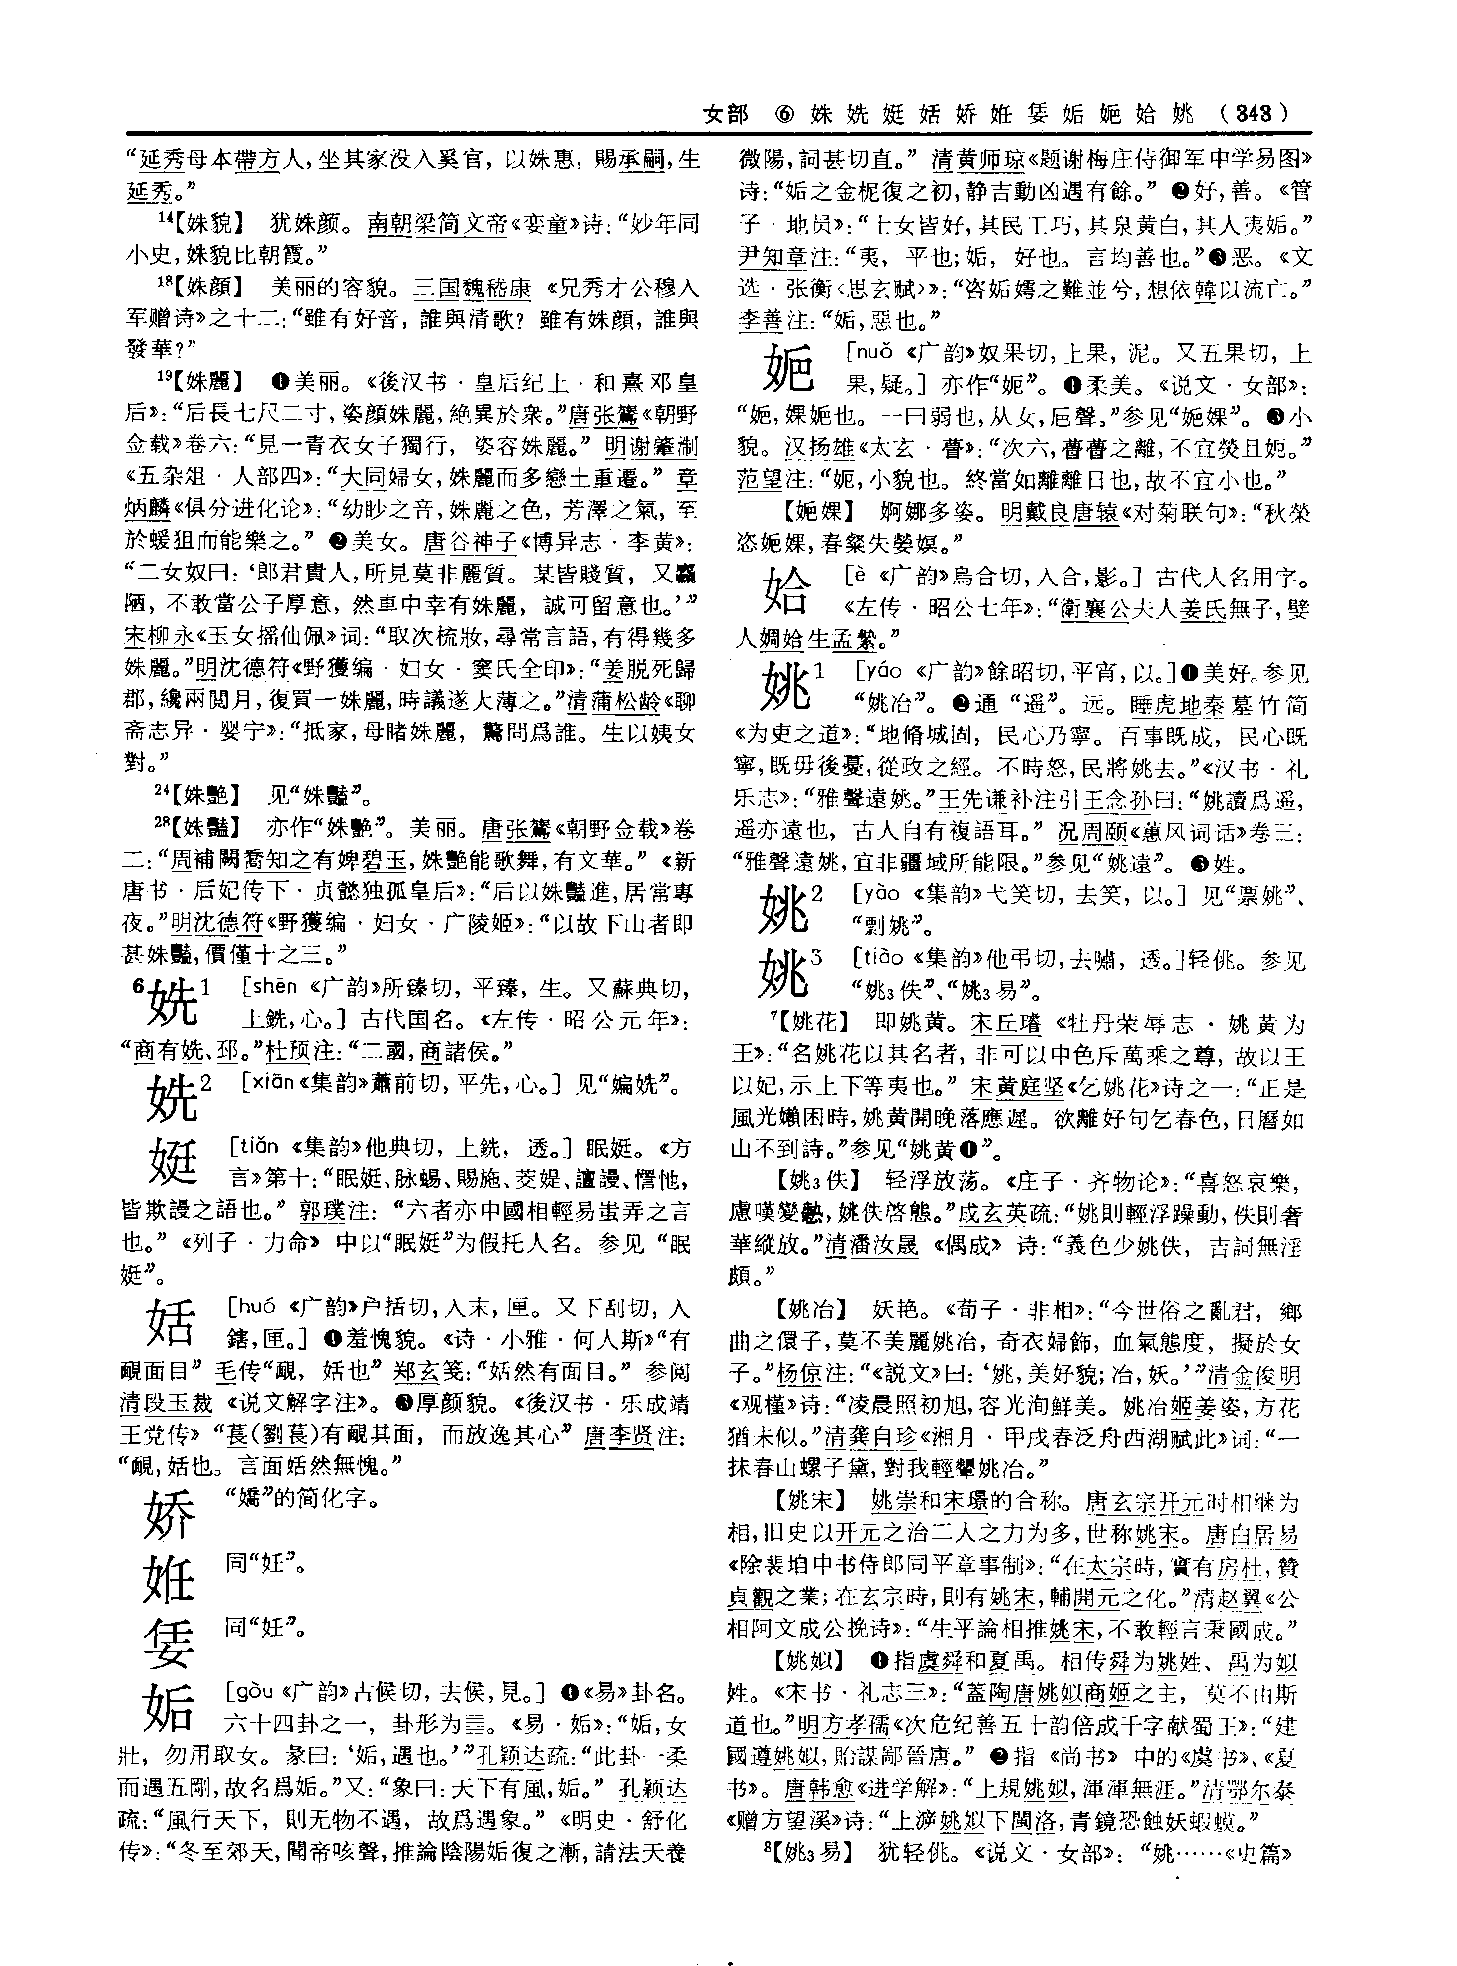 女部 ⑥ 姝 姺 娗 姡 娇 姙 㛂 姤 姽 姶 姚 （343）
“延秀母本帶方人，坐其家没入奚官，以姝惠，賜承嗣，生
延秀。”
¹⁴【姝貌】 犹姝颜。南朝梁简文帝《娈童》诗：“妙年同
小史，姝貌比朝霞。”
¹⁸【姝顔】 美丽的容貌。三国魏嵇康《兄秀才公穆入
军赠诗》之十二：“雖有好音，誰與清歌？雖有姝顔，誰與
發華？”
¹⁹【姝麗】 ❶美丽。《後汉书·皇后纪上·和熹邓皇
后》：“后長七尺二寸，姿顔姝麗，絶異於衆。”唐张鷟《朝野
佥载》卷六：“見一青衣女子獨行，姿容姝麗。”明谢肇淛
《五杂俎·人部四》：“大同婦女，姝麗而多戀土重遷。”章
炳麟《俱分进化论》：“幼眇之音，姝麗之色，芳澤之氣，至
於蝯狙而能樂之。”❷美女。唐谷神子《博异志·李黄》：
“二女奴曰：‘郎君貴人，所見莫非麗質。某皆賤質，又麤
陋，不敢當公子厚意，然車中幸有姝麗，誠可留意也。’”
宋柳永《玉女摇仙佩》词：“取次梳妝，尋常言語，有得幾多
姝麗。”明沈德符《野獲编·妇女·窦氏全印》：“姜脱死歸
郡，纔兩閲月，復買一姝麗，時議遂大薄之。”清蒲松龄《聊
斋志异·婴宁》：“抵家，母睹姝麗，驚問爲誰。生以姨女
對。”
²⁴【姝艷】 见“姝豔”。
²⁸【姝豔】 亦作“姝艷”。美丽。唐张鷟《朝野佥载》卷
二：“周補闕喬知之有婢碧玉，姝艷能歌舞，有文華。”《新
唐书·后妃传下·贞懿独孤皇后》：“后以姝豔進，居常專
夜。”明沈德符《野獲编·妇女·广陵姬》：“以故下山者即
甚姝豔，價僅十之三。”
⁶姺¹ [shēn《广韵》所臻切，平臻，生。又蘇典切，
上銑，心。] 古代国名。《左传·昭公元年》：
“商有姺、邳。”杜预注：“二國，商諸侯。”
姺² [xiān《集韵》蕭前切，平先，心。] 见“媥姺”。
娗 [tiǎn《集韵》他典切，上銑，透。] 眠娗。《方
言》第十：“眠娗、脉蜴、賜施、茭媞、譠謾、𢠵忚，
皆欺謾之語也。”郭璞注：“六者亦中國相輕易蚩弄之言
也。”《列子·力命》中以“眠娗”为假托人名。参见“眠
娗”。
姡 [huó《广韵》户括切，入末，匣。又下刮切，入
鎋，匣。] ❶羞愧貌。《诗·小雅·何人斯》“有
靦面目”毛传“靦，姡也”郑玄笺：“姡然有面目。”参阅
清段玉裁《说文解字注》。❷厚颜貌。《後汉书·乐成靖
王党传》“萇（劉萇）有靦其面，而放逸其心”唐李贤注：
“靦，姡也。言面姡然無愧。”
娇 “嬌”的简化字。
姙 同“妊”。
㛂 同“妊”。
姤 [gòu《广韵》古候切，去候，見。] ❶《易》卦名。
六十四卦之一，卦形为䷫。《易·姤》：“姤，女
壯，勿用取女。彖曰：‘姤，遇也。’”孔颖达疏：“此卦一柔
而遇五剛，故名爲姤。”又：“象曰：天下有風，姤。”孔颖达
疏：“風行天下，則无物不遇，故爲遇象。”《明史·舒化
传》：“冬至郊天，聞帝咳聲，推論陰陽姤復之漸，請法天養
微陽，詞甚切直。”清黄师琼《题谢梅庄侍御军中学易图》
诗：“姤之金柅復之初，静吉動凶遇有餘。”❷好，善。《管
子·地员》：“士女皆好，其民工巧，其泉黄白，其人夷姤。”
尹知章注：“夷，平也；姤，好也。言均善也。”❸恶。《文
选·张衡〈思玄赋〉》：“咨姤嫮之難並兮，想依韓以流亡。”
李善注：“姤，惡也。”
婐 [nuǒ《广韵》奴果切，上果，泥。又五果切，上
果，疑。] 亦作“妮”。❶柔美。《说文·女部》：
“㛂，婐㛂也。一曰弱也，从女，厄聲。”参见“㛂婐”。❷小
貌。汉扬雄《太玄·瞢》：“次六，瞢瞢之離，不宜熒且妮。”
范望注：“妮，小貌也。終當如離離日也，故不宜小也。”
【㛂婐】 婀娜多姿。明戴良唐辕《对菊联句》：“秋榮
恣㛂婐，春粲失嫈嫇。”
姶 [è《广韵》烏合切，入合，影。] 古代人名用字。
《左传·昭公七年》：“衛襄公夫人姜氏無子，嬖
人婤姶生孟縶。”
姚¹ [yáo《广韵》餘昭切，平宵，以。] ❶美好。参见
“姚冶”。❷通“遥”。远。睡虎地秦墓竹简
《为吏之道》：“地脩城固，民心乃寧。百事既成，民心既
寧，既毋後憂，從政之經。不時怒，民將姚去。”《汉书·礼
乐志》：“雅聲遠姚。”王先谦补注引王念孙曰：“姚讀爲遥，
遥亦遠也，古人自有複語耳。”况周颐《蕙风词话》卷三：
“雅聲遠姚，宜非疆域所能限。”参见“姚遠”。❸姓。
姚² [yào《集韵》弋笑切，去笑，以。] 见“票姚”、
“剽姚”。
姚³ [tiào《集韵》他弔切，去嘯，透。] 轻佻。参见
“姚₃佚”、“姚₃易”。
⁷【姚花】 即姚黄。宋丘璿《牡丹荣辱志·姚黄为
王》：“名姚花以其名者，非可以中色斥萬乘之尊，故以王
以妃，示上下等夷也。”宋黄庭坚《乞姚花》诗之一：“正是
風光嬾困時，姚黄開晚落應遲。欲雕好句乞春色，日曆如
山不到詩。”参见“姚黄❶”。
【姚₃佚】 轻浮放荡。《庄子·齐物论》：“喜怒哀樂，
慮嘆變慹，姚佚啓態。”成玄英疏：“姚則輕浮躁動，佚則奢
華縱放。”清潘汝晟《偶成》诗：“義色少姚佚，吉詞無淫
頗。”
【姚冶】 妖艳。《荀子·非相》：“今世俗之亂君，鄉
曲之儇子，莫不美麗姚冶，奇衣婦飾，血氣態度，擬於女
子。”杨倞注：“《説文》曰：‘姚，美好貌；冶，妖。’”清金俊明
《观槿》诗：“凌晨照初旭，容光洵鮮美。姚冶姬姜姿，方花
猶未似。”清龚自珍《湘月·甲戌春泛舟西湖赋此》词：“一
抹春山螺子黛，對我輕顰姚冶。”
【姚宋】 姚崇和宋璟的合称。唐玄宗开元时相继为
相，旧史以开元之治二人之力为多，世称姚宋。唐白居易
《除裴垍中书侍郎同平章事制》：“在太宗時，實有房杜，贊
貞觀之業；在玄宗時，則有姚宋，輔開元之化。”清赵翼《公
相阿文成公挽诗》：“生平論相推姚宋，不敢輕言秉國成。”
【姚姒】 ❶指虞舜和夏禹。相传舜为姚姓、禹为姒
姓。《宋书·礼志三》：“蓋陶唐姚姒商姬之主，莫不由斯
道也。”明方孝孺《次危纪善五十韵倍成千字献蜀王》：“建
國遵姚姒，貽謀鄙晉唐。”❷指《尚书》中的《虞书》、《夏
书》。唐韩愈《进学解》：“上規姚姒，渾渾無涯。”清鄂尔泰
《赠方望溪》诗：“上游姚姒下閩洛，青鏡恐蝕妖蝦蟆。”
⁸【姚₃易】 犹轻佻。《说文·女部》：“姚……《史篇》